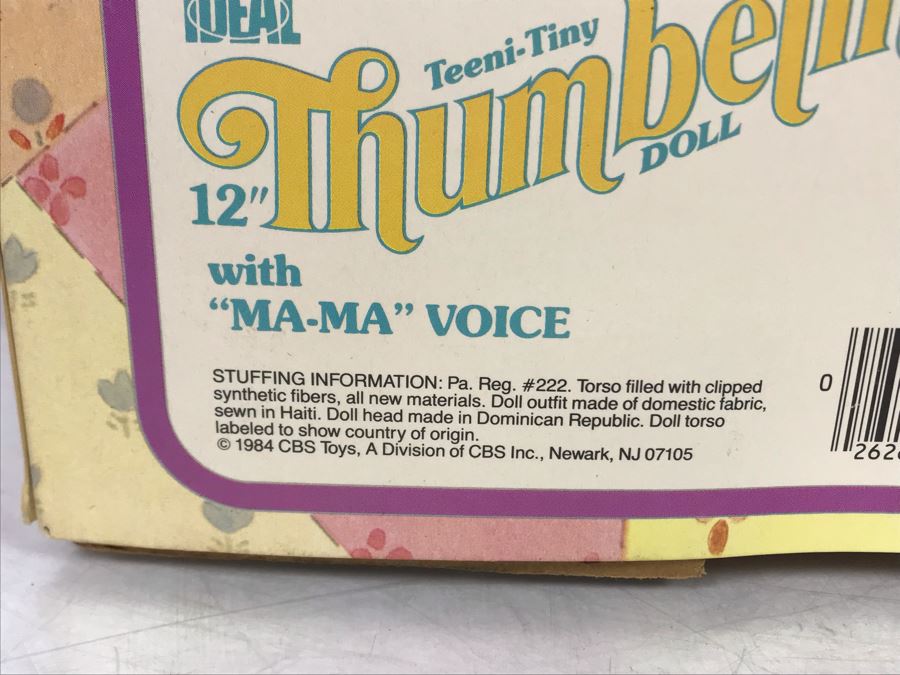 IDEAL
Teeni-Tiny
Thumbelin
DOLL
12"
with
"MA-MA" VOICE
STUFFING INFORMATION: Pa. Reg. #222. Torso filled with clipped
synthetic fibers, all new materials. Doll outfit made of domestic fabric,
sewn in Haiti. Doll head made in Dominican Republic. Doll torso
labeled to show country of origin.
© 1984 CBS Toys, A Division of CBS Inc., Newark, NJ 07105
0
262